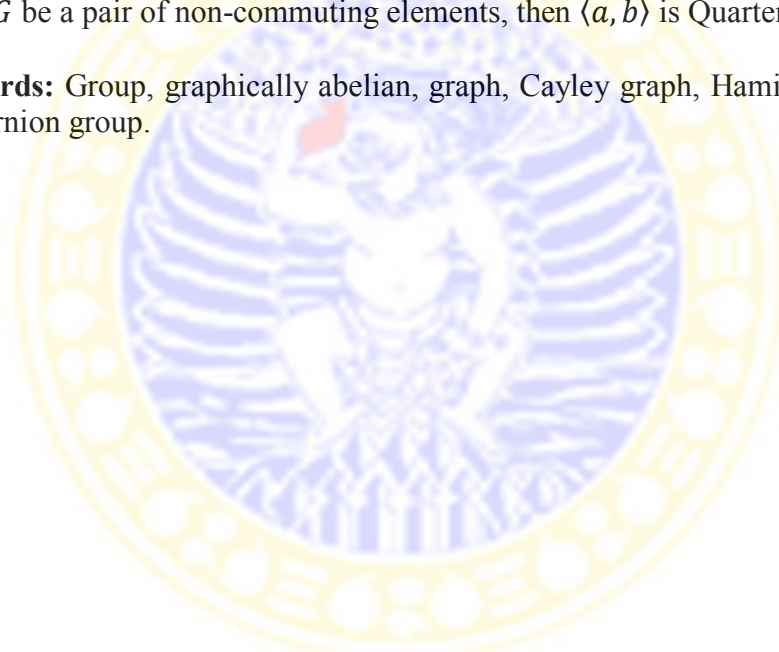 G be a pair of non-commuting elements, then ⟨a, b⟩ is Quarter
rds: Group, graphically abelian, graph, Cayley graph, Hami
rnion group.